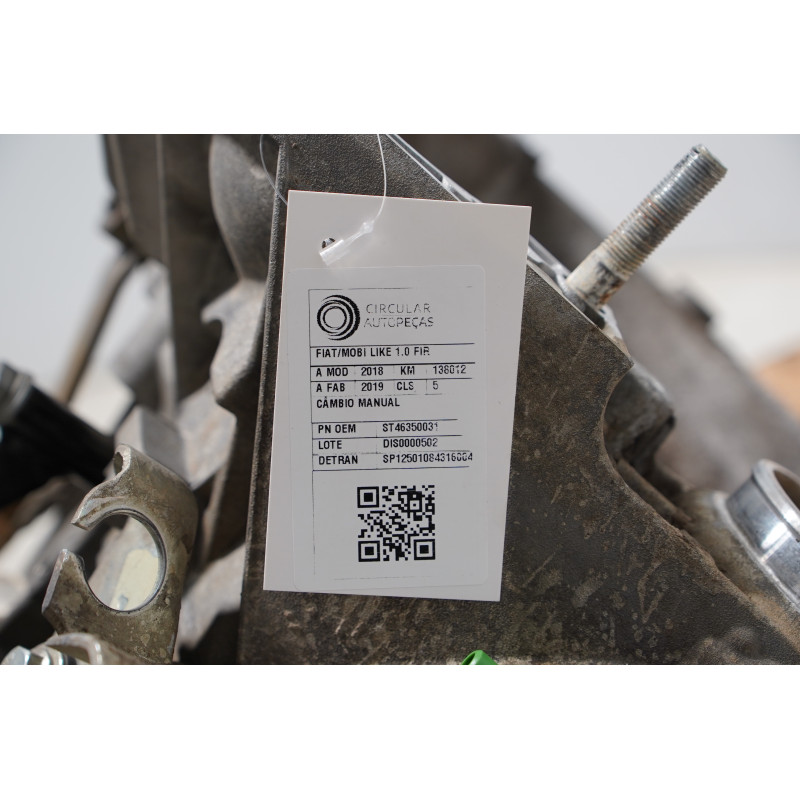 CIRCULAR
AUTOPEÇAS
FIAT/MOBI LIKE 1.0 FIR
A MOD 2018 KM 138012
A FAB 2019 CLS 5
CÂMBIO MANUAL
PN OEM ST46350031
LOTE DIS0000502
DETRAN SP12501084316004